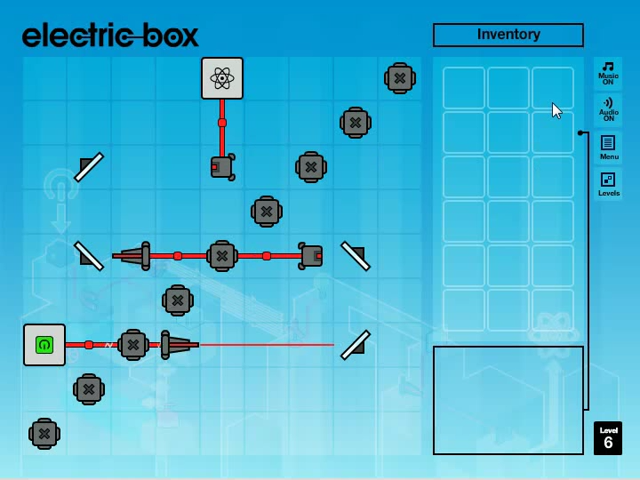 electric box
Inventory
Music
ON
Audio
ON
Menu
Levels
Level
6